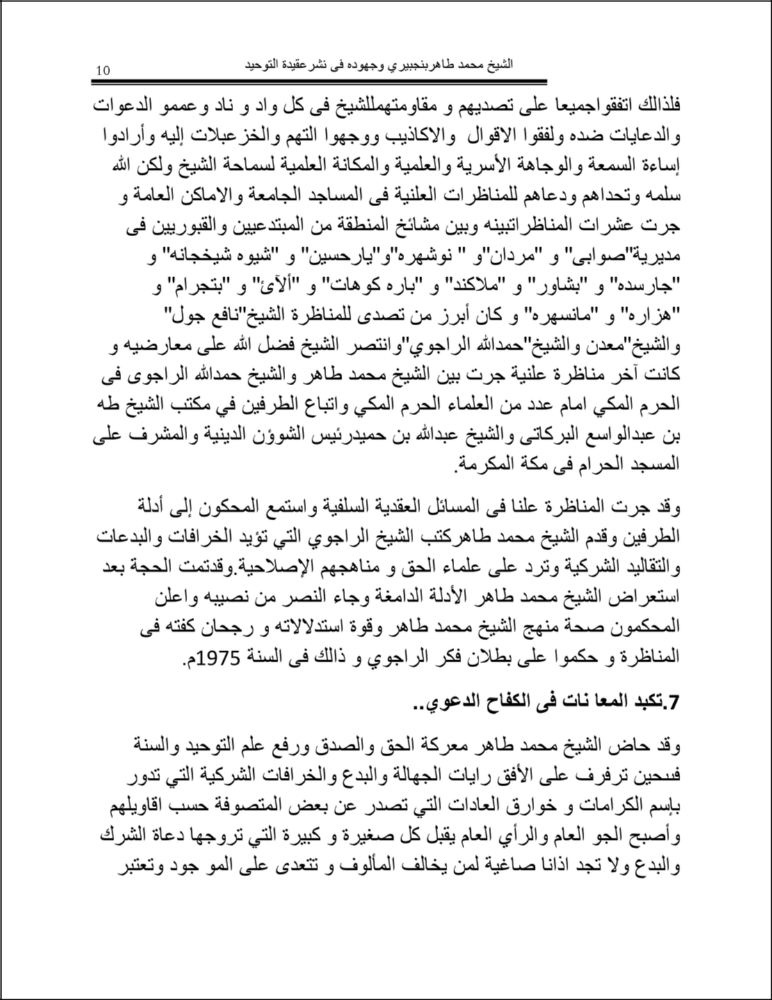 الشيخ محمد طاهربنجبيري وجهوده فى نشرعقيدة التوحيد
10
فلذالك اتفقواجميعا على تصديهم و مقاومتهمللشيخ فى كل واد و ناد وعممو الدعوات
والدعايات ضده ولفقوا الاقوال والاكاذيب ووجهوا التهم والخزعبلات إليه وأرادوا
إساءة السمعة والوجاهة الأسرية والعلمية والمكانة العلمية لسماحة الشيخ ولكن الله
سلمه وتحداهم ودعاهم للمناظرات العلنية فى المساجد الجامعة والاماكن العامة و
جرت عشرات المناظراتبينه وبين مشائخ المنطقة من المبتدعيين والقبوريين فى
مديرية"صوابى" و "مردان"و " نوشهره"و"يارحسين" و "شيوه شيخجانه" و
"جارسده" و "بشاور" و "ملاكند" و "باره كوهات" و "ألآئ" و "بتجرام" و
"هزاره" و "مانسهره" و كان أبرز من تصدى للمناظرة الشيخ"نافع جول"
والشيخ"معدن والشيخ"حمدالله الراجوي"وانتصر الشيخ فضل الله على معارضيه و
كانت آخر مناظرة علنية جرت بين الشيخ محمد طاهر والشيخ حمدالله الراجوى فى
الحرم المكي امام عدد من العلماء الحرم المكي واتباع الطرفين في مكتب الشيخ طه
بن عبدالواسع البركاتى والشيخ عبدالله بن حميدرئيس الشوؤن الدينية والمشرف على
المسجد الحرام فى مكة المكرمة.
وقد جرت المناظرة علنا فى المسائل العقدية السلفية واستمع المحكون إلى أدلة
الطرفين وقدم الشيخ محمد طاهركتب الشيخ الراجوي التي تؤيد الخرافات والبدعات
والتقاليد الشركية وترد على علماء الحق و مناهجهم الإصلاحية.وقدتمت الحجة بعد
استعراض الشيخ محمد طاهر الأدلة الدامغة وجاء النصر من نصيبه واعلن
المحكمون صحة منهج الشيخ محمد طاهر وقوة استدلالاته و رجحان كفته فى
المناظرة و حكموا على بطلان فكر الراجوي و ذالك فى السنة 1975م.
7.تكبد المعا نات فى الكفاح الدعوي..
وقد حاض الشيخ محمد طاهر معركة الحق والصدق ورفع علم التوحيد والسنة
فىىحين ترفرف على الأفق رايات الجهالة والبدع والخرافات الشركية التي تدور
بإسم الكرامات و خوارق العادات التي تصدر عن بعض المتصوفة حسب اقاويلهم
وأصبح الجو العام والرأي العام يقبل كل صغيرة و كبيرة التي تروجها دعاة الشرك
والبدع ولا تجد اذانا صاغية لمن يخالف المألوف و تتعدى على المو جود وتعتبر